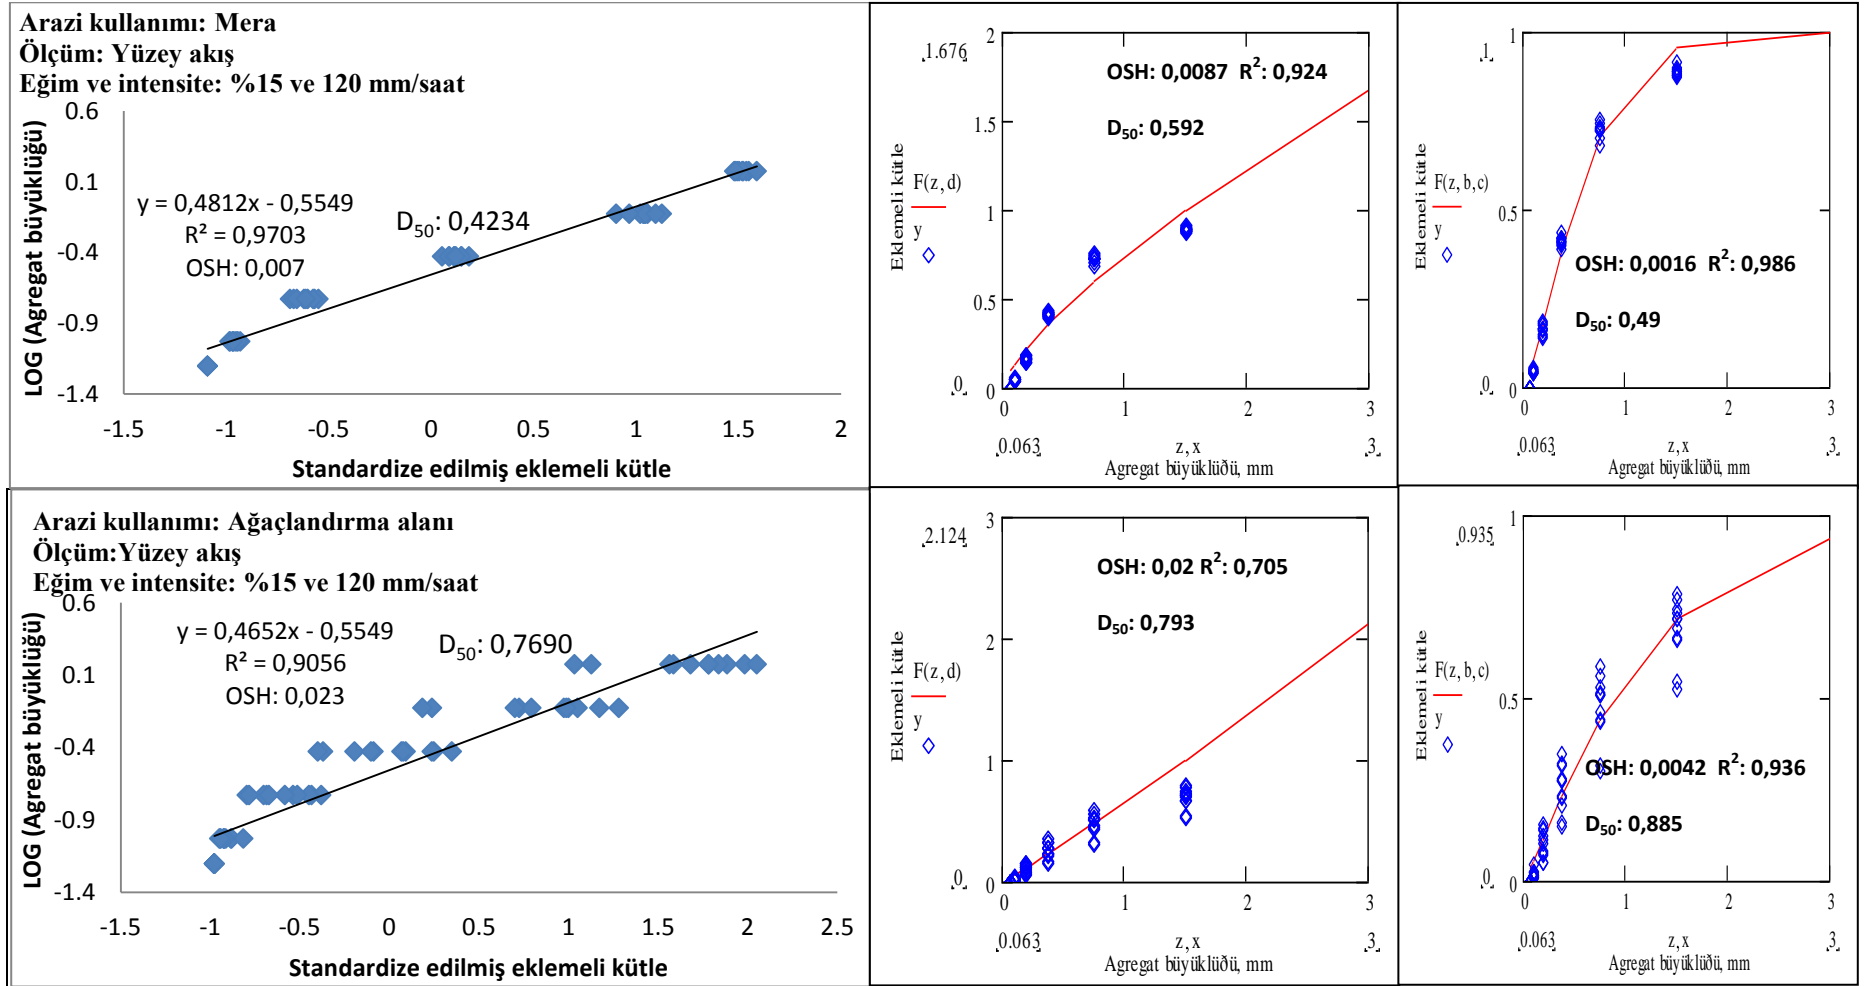 Arazi kullanımı: Mera
Ölçüm: Yüzey akış
Eğim ve intensite: %15 ve 120 mm/saat
LOG (Agregat büyüklüğü)
0.6
0.1
-0.4
-0.9
-1.4
y = 0,4812x - 0,5549
R² = 0,9703
OSH: 0,007
D₅₀: 0,4234
-1.5 -1 -0.5 0 0.5 1 1.5 2
Standardize edilmiş eklemeli kütle
1.676
Eklemeli kütle
F(z,d)
y
0
2
1.5
1
0.5
0
OSH: 0,0087 R²: 0,924
D₅₀: 0,592
0 1 2 3
0.063 z,x 3
Agregat büyüklüðü, mm
1
Eklemeli kütle
F(z,b,c)
y
0
1
0.5
0
OSH: 0,0016 R²: 0,986
D₅₀: 0,49
0 1 2 3
0.063 z,x 3
Agregat büyüklüðü, mm
Arazi kullanımı: Ağaçlandırma alanı
Ölçüm:Yüzey akış
Eğim ve intensite: %15 ve 120 mm/saat
LOG (Agregat büyüklüğü)
0.6
0.1
-0.4
-0.9
-1.4
y = 0,4652x - 0,5549
R² = 0,9056
OSH: 0,023
D₅₀: 0,7690
-1.5 -1 -0.5 0 0.5 1 1.5 2 2.5
Standardize edilmiş eklemeli kütle
2.124
Eklemeli kütle
F(z,d)
y
0
3
2
1
0
OSH: 0,02 R²: 0,705
D₅₀: 0,793
0 1 2 3
0.063 z,x 3
Agregat büyüklüðü, mm
0.935
Eklemeli kütle
F(z,b,c)
y
0
1
0.5
0
OSH: 0,0042 R²: 0,936
D₅₀: 0,885
0 1 2 3
0.063 z,x 3
Agregat büyüklüðü, mm